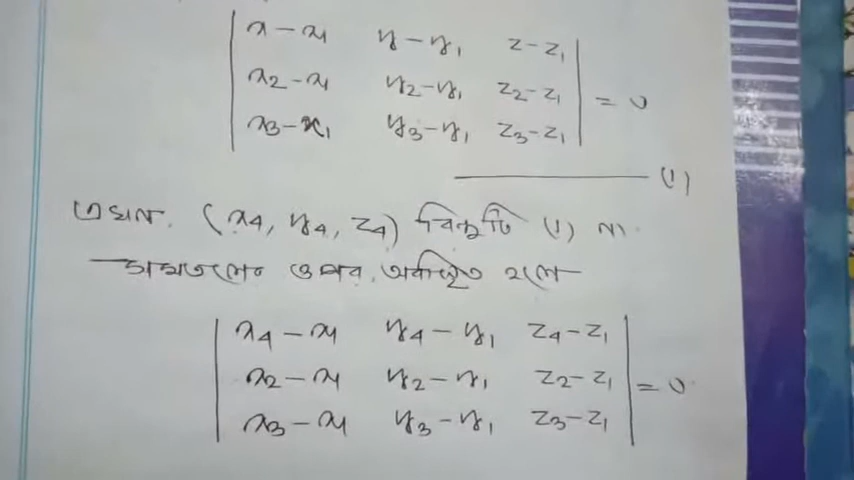 | x - x₁ y - y₁ z - z₁ |
| x₂ - x₁ y₂ - y₁ z₂ - z₁ | = 0
| x₃ - x₁ y₃ - y₁ z₃ - z₁ |
——— (1)
এখন, (x₄, y₄, z₄) বিন্দুটি (1) নং
সমতলের ওপর অবস্থিত হলে
| x₄ - x₁ y₄ - y₁ z₄ - z₁ |
| x₂ - x₁ y₂ - y₁ z₂ - z₁ | = 0
| x₃ - x₁ y₃ - y₁ z₃ - z₁ |